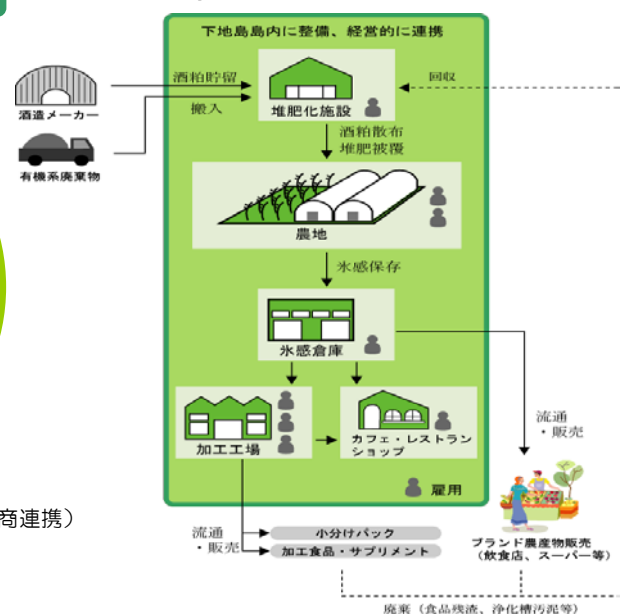 下地島島内に整備、経営的に連携
酒粕貯留
回収
酒造メーカー
搬入
堆肥化施設
酒粕散布
堆肥被覆
有機系廃棄物
農地
氷感保存
氷感倉庫
流通
・販売
加工工場
カフェ・レストラン
ショップ
雇用
商連携）
流通
・販売
小分けパック
加工食品・サプリメント
ブランド農産物販売
（飲食店、スーパー等）
廃棄（食品残渣、浄化槽汚泥等）